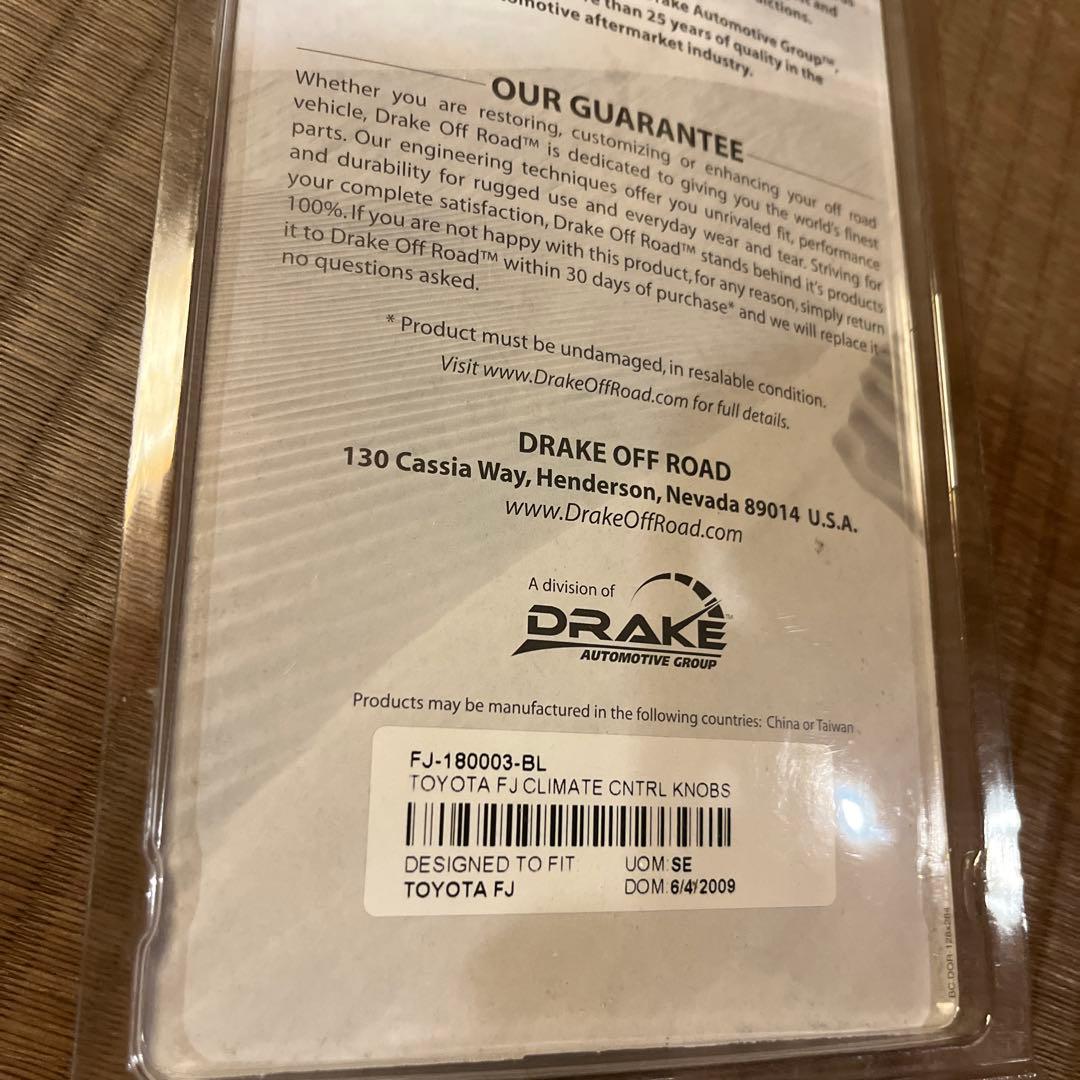 and
Drake Automotive Group™,
than 25 years of quality in the
automotive aftermarket industry.
OUR GUARANTEE
Whether you are restoring, customizing or enhancing your off road
vehicle, Drake Off Road™ is dedicated to giving you the world's finest
parts. Our engineering techniques offer you unrivaled fit, performance
and durability for rugged use and everyday wear and tear. Striving for
your complete satisfaction, Drake Off Road™ stands behind it's products
100%. If you are not happy with this product, for any reason, simply return
it to Drake Off Road™ within 30 days of purchase* and we will replace it -
no questions asked.
* Product must be undamaged, in resalable condition.
Visit www.DrakeOffRoad.com for full details.
DRAKE OFF ROAD
130 Cassia Way, Henderson, Nevada 89014 U.S.A.
www.DrakeOffRoad.com
A division of
DRAKE™
AUTOMOTIVE GROUP
Products may be manufactured in the following countries: China or Taiwan
FJ-180003-BL
TOYOTA FJ CLIMATE CNTRL KNOBS
DESIGNED TO FIT UOM: SE
TOYOTA FJ DOM: 6/4/2009
BC.DOR.128x264